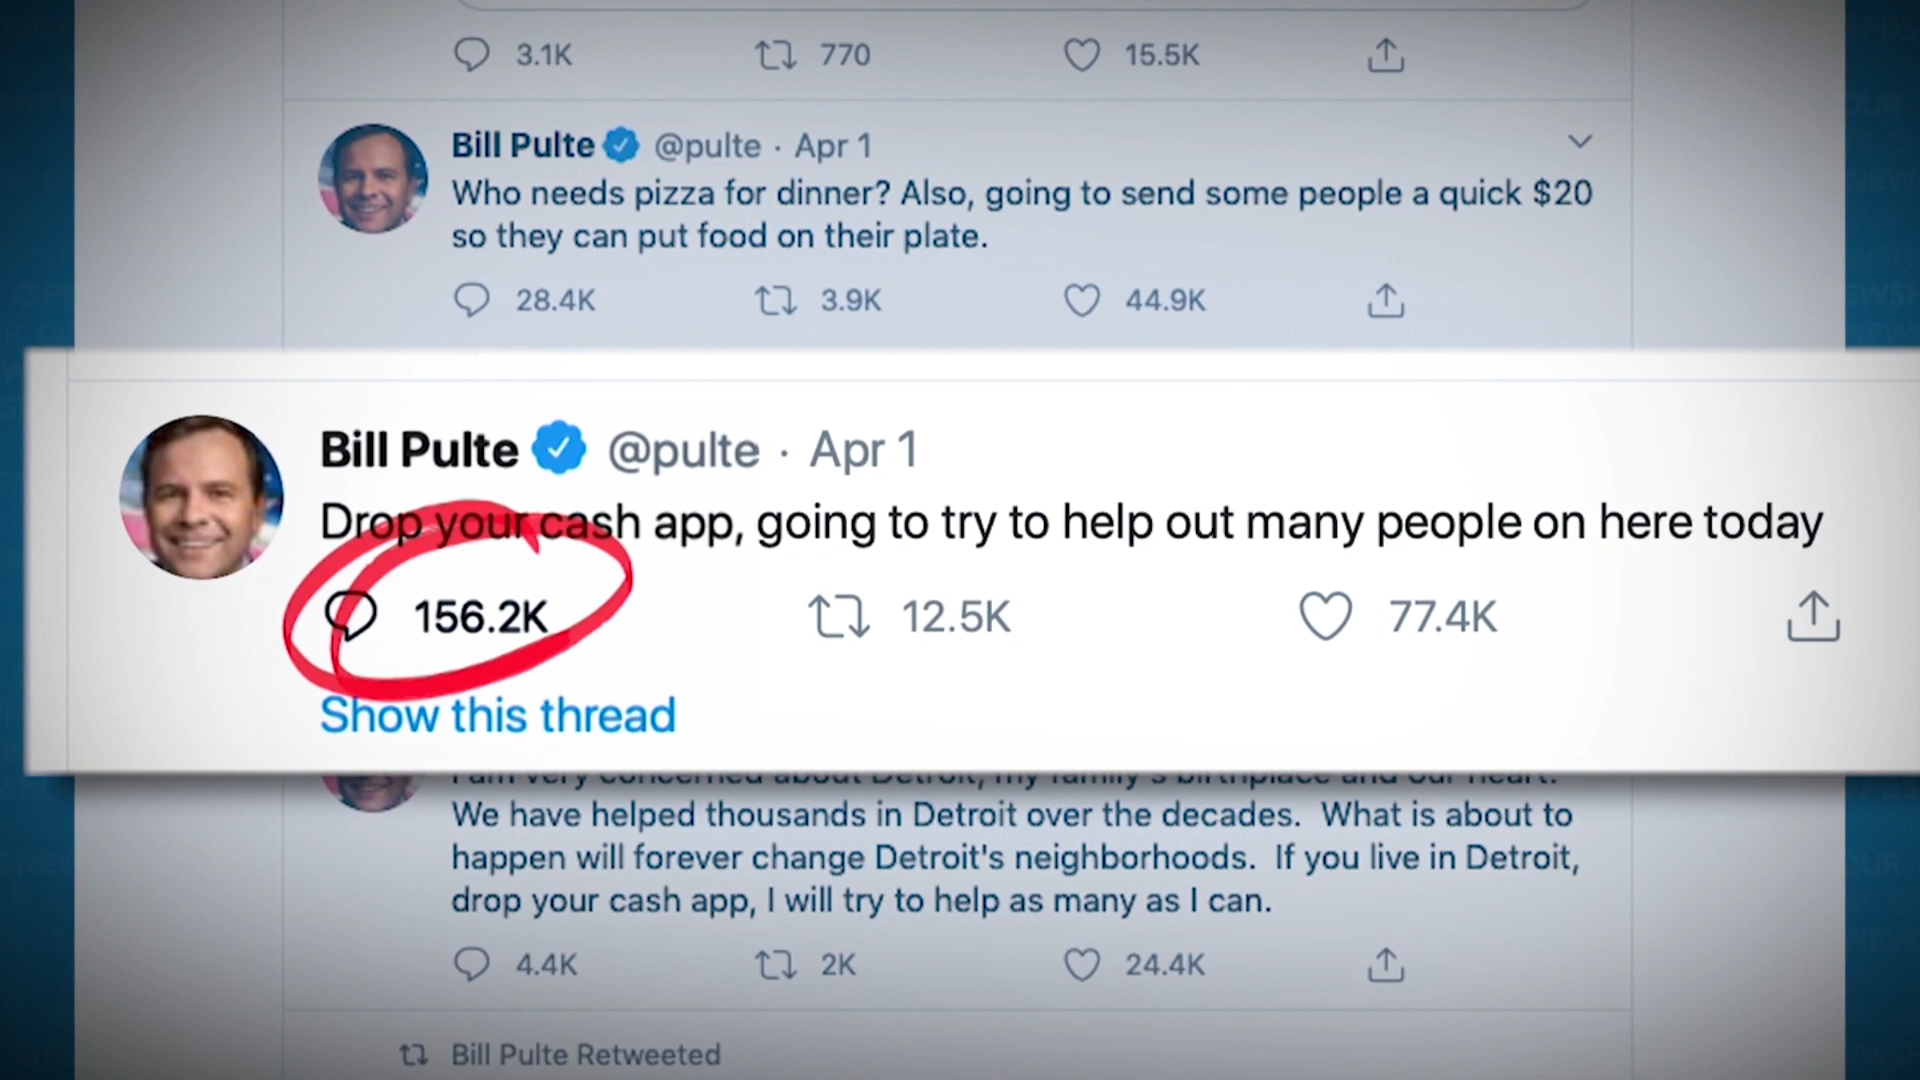 3.1K 770 15.5K
Bill Pulte @pulte · Apr 1
Who needs pizza for dinner? Also, going to send some people a quick $20
so they can put food on their plate.
28.4K 3.9K 44.9K
Bill Pulte @pulte · Apr 1
Drop your cash app, going to try to help out many people on here today
156.2K 12.5K 77.4K
Show this thread
I am very concerned about Detroit, my family's birthplace and our heart.
We have helped thousands in Detroit over the decades. What is about to
happen will forever change Detroit's neighborhoods. If you live in Detroit,
drop your cash app, I will try to help as many as I can.
4.4K 2K 24.4K
Bill Pulte Retweeted